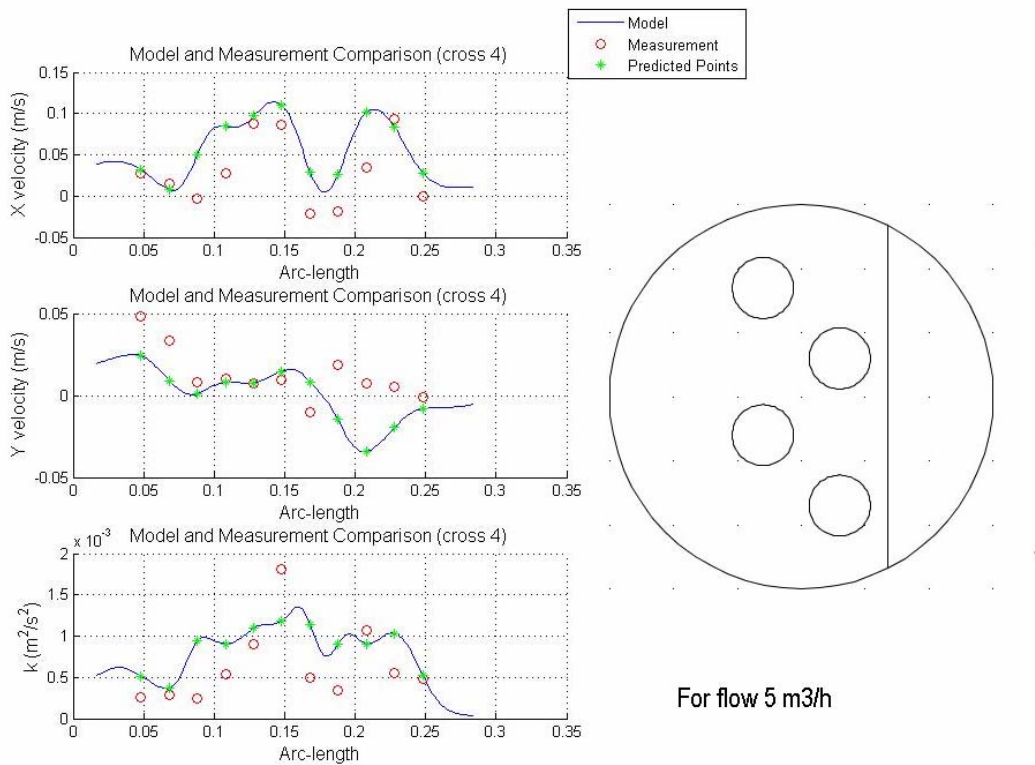 Model
Measurement
Predicted Points
Model and Measurement Comparison (cross 4)
X velocity (m/s)
0.15
0.1
0.05
0
-0.05
0 0.05 0.1 0.15 0.2 0.25 0.3 0.35
Arc-length
Model and Measurement Comparison (cross 4)
Y velocity (m/s)
0.05
0
-0.05
0 0.05 0.1 0.15 0.2 0.25 0.3 0.35
Arc-length
Model and Measurement Comparison (cross 4)
x 10⁻³
k (m²/s²)
2
1.5
1
0.5
0
0 0.05 0.1 0.15 0.2 0.25 0.3 0.35
Arc-length
For flow 5 m3/h